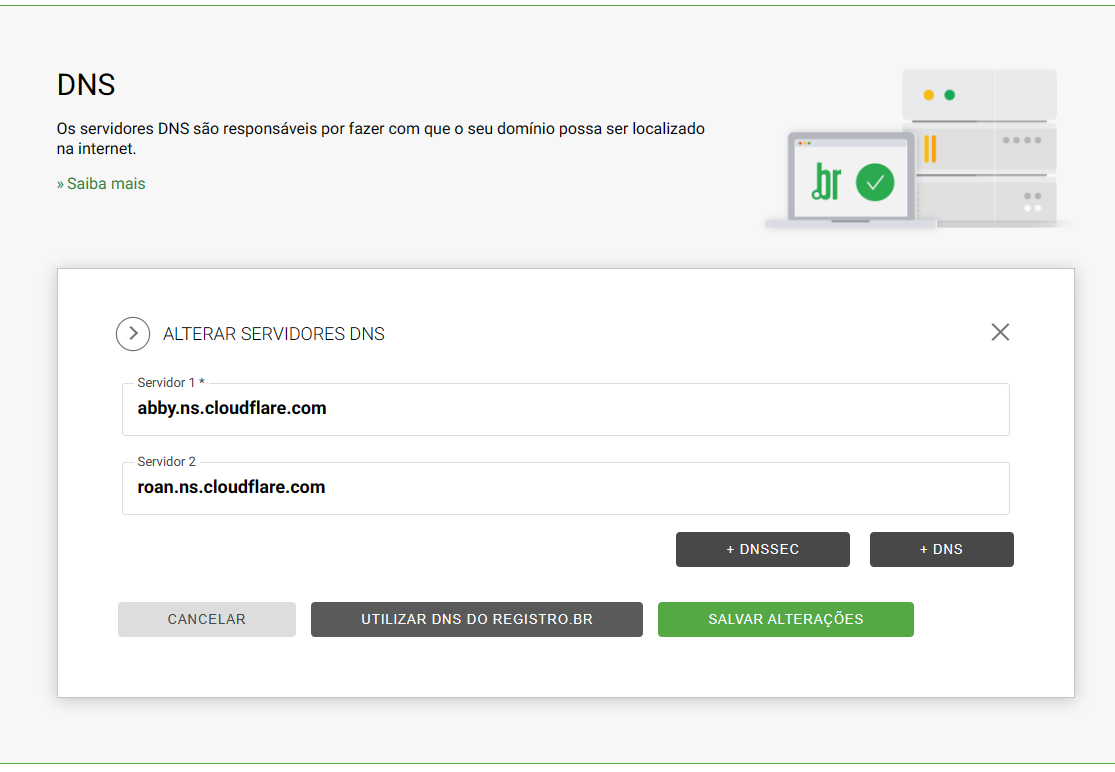 DNS
Os servidores DNS são responsáveis por fazer com que o seu domínio possa ser localizado
na internet.
» Saiba mais
.br
ALTERAR SERVIDORES DNS
Servidor 1 *
abby.ns.cloudflare.com
Servidor 2
roan.ns.cloudflare.com
+ DNSSEC
+ DNS
CANCELAR
UTILIZAR DNS DO REGISTRO.BR
SALVAR ALTERAÇÕES